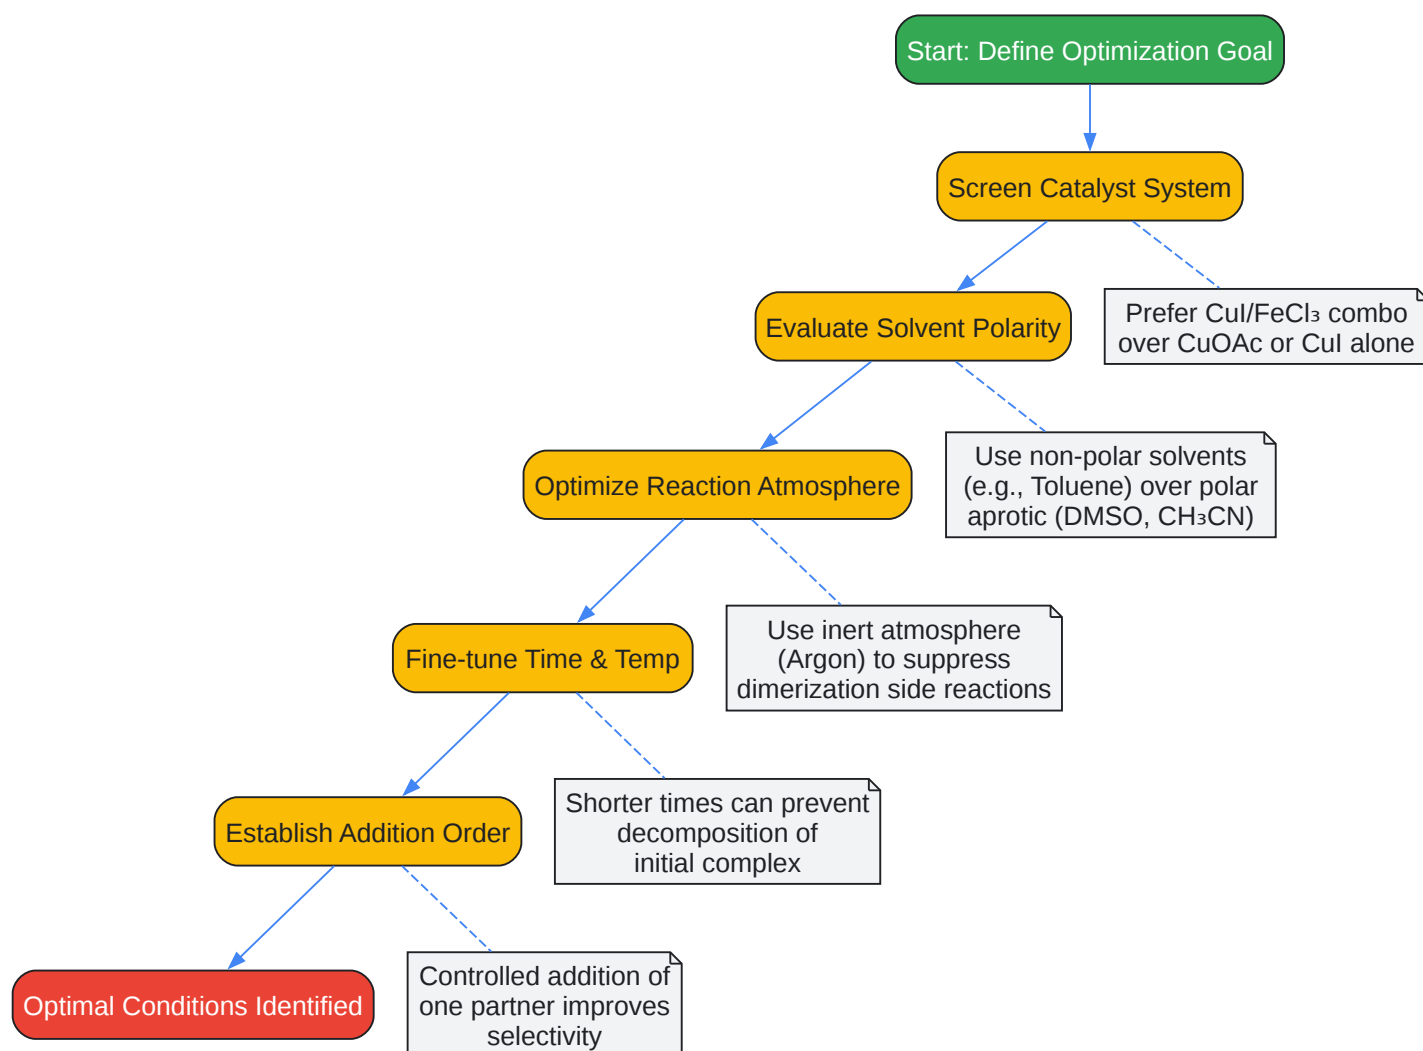 Start: Define Optimization Goal
Screen Catalyst System
Prefer CuI/FeCl₃ combo
over CuOAc or CuI alone
Evaluate Solvent Polarity
Use non-polar solvents
(e.g., Toluene) over polar
aprotic (DMSO, CH₃CN)
Optimize Reaction Atmosphere
Use inert atmosphere
(Argon) to suppress
dimerization side reactions
Fine-tune Time & Temp
Shorter times can prevent
decomposition of
initial complex
Establish Addition Order
Controlled addition of
one partner improves
selectivity
Optimal Conditions Identified